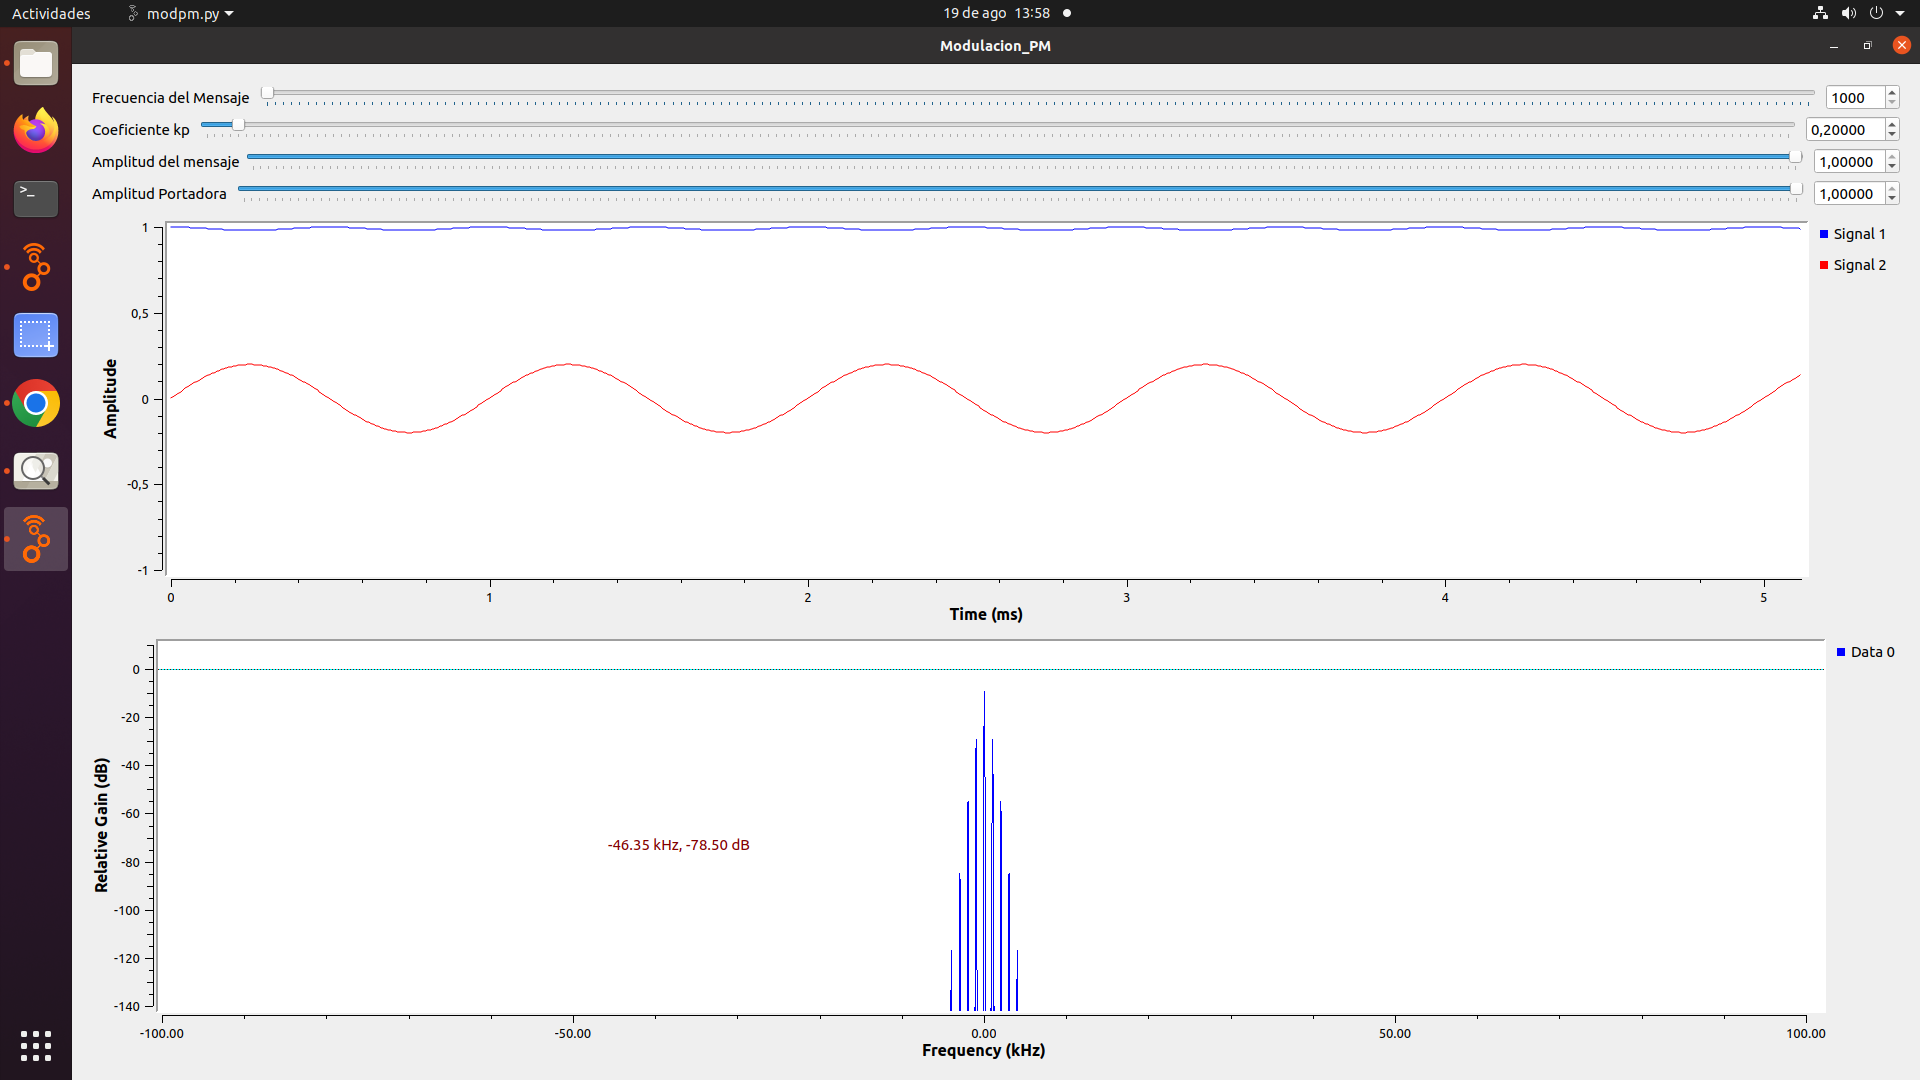 Actividades modpm.py 19 de ago 13:58
Modulacion_PM
Frecuencia del Mensaje 1000
Coeficiente kp 0,20000
Amplitud del mensaje 1,00000
Amplitud Portadora 1,00000
1
0,5
0
-0,5
-1
Amplitude
Signal 1
Signal 2
0 1 2 3 4 5
Time (ms)
0
-20
-40
-60
-80
-100
-120
-140
Relative Gain (dB)
-46.35 kHz, -78.50 dB
Data 0
-100.00 -50.00 0.00 50.00 100.00
Frequency (kHz)